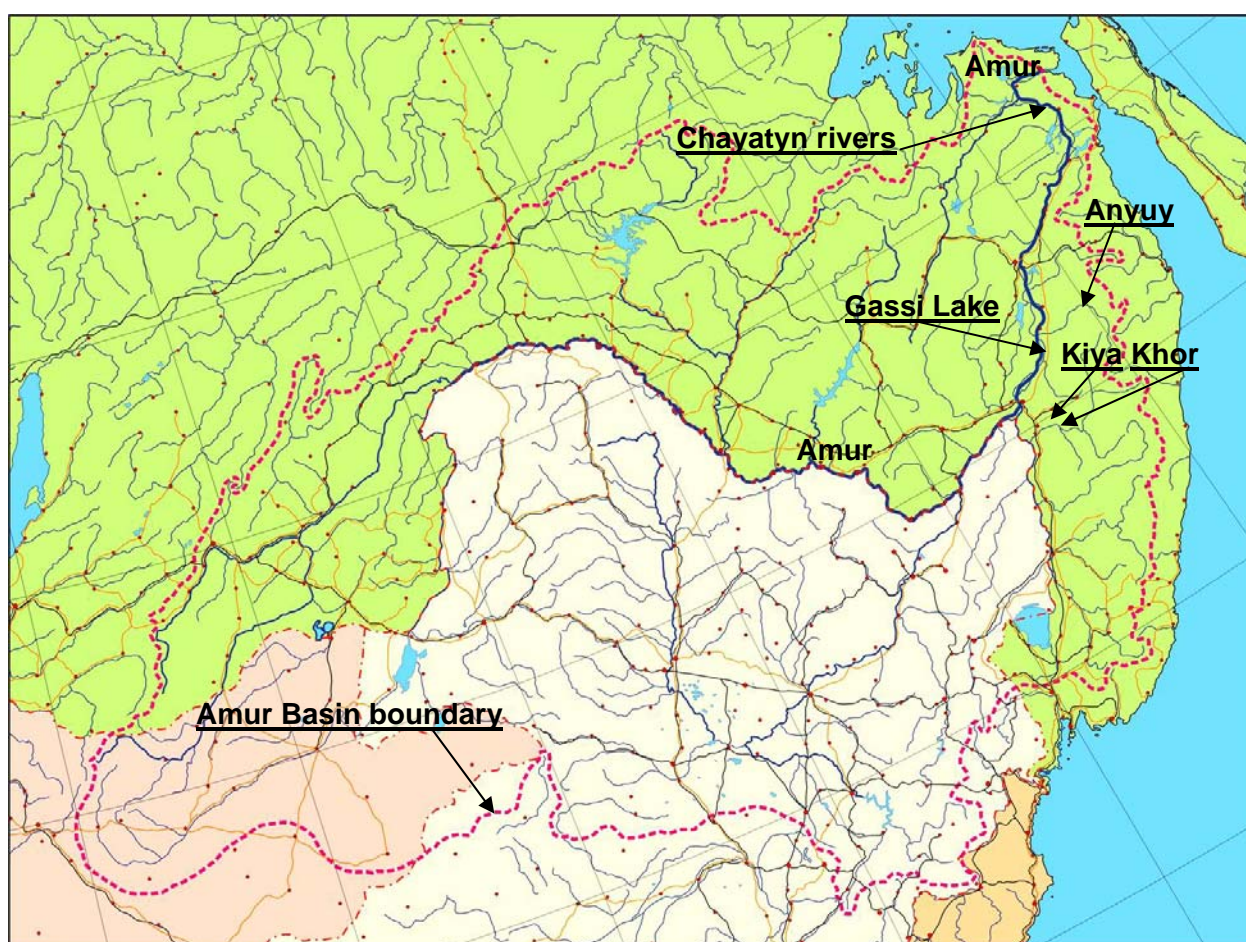 Amur
Chayatyn rivers
Anyuy
Gassi Lake
Kiya Khor
Amur
Amur Basin boundary